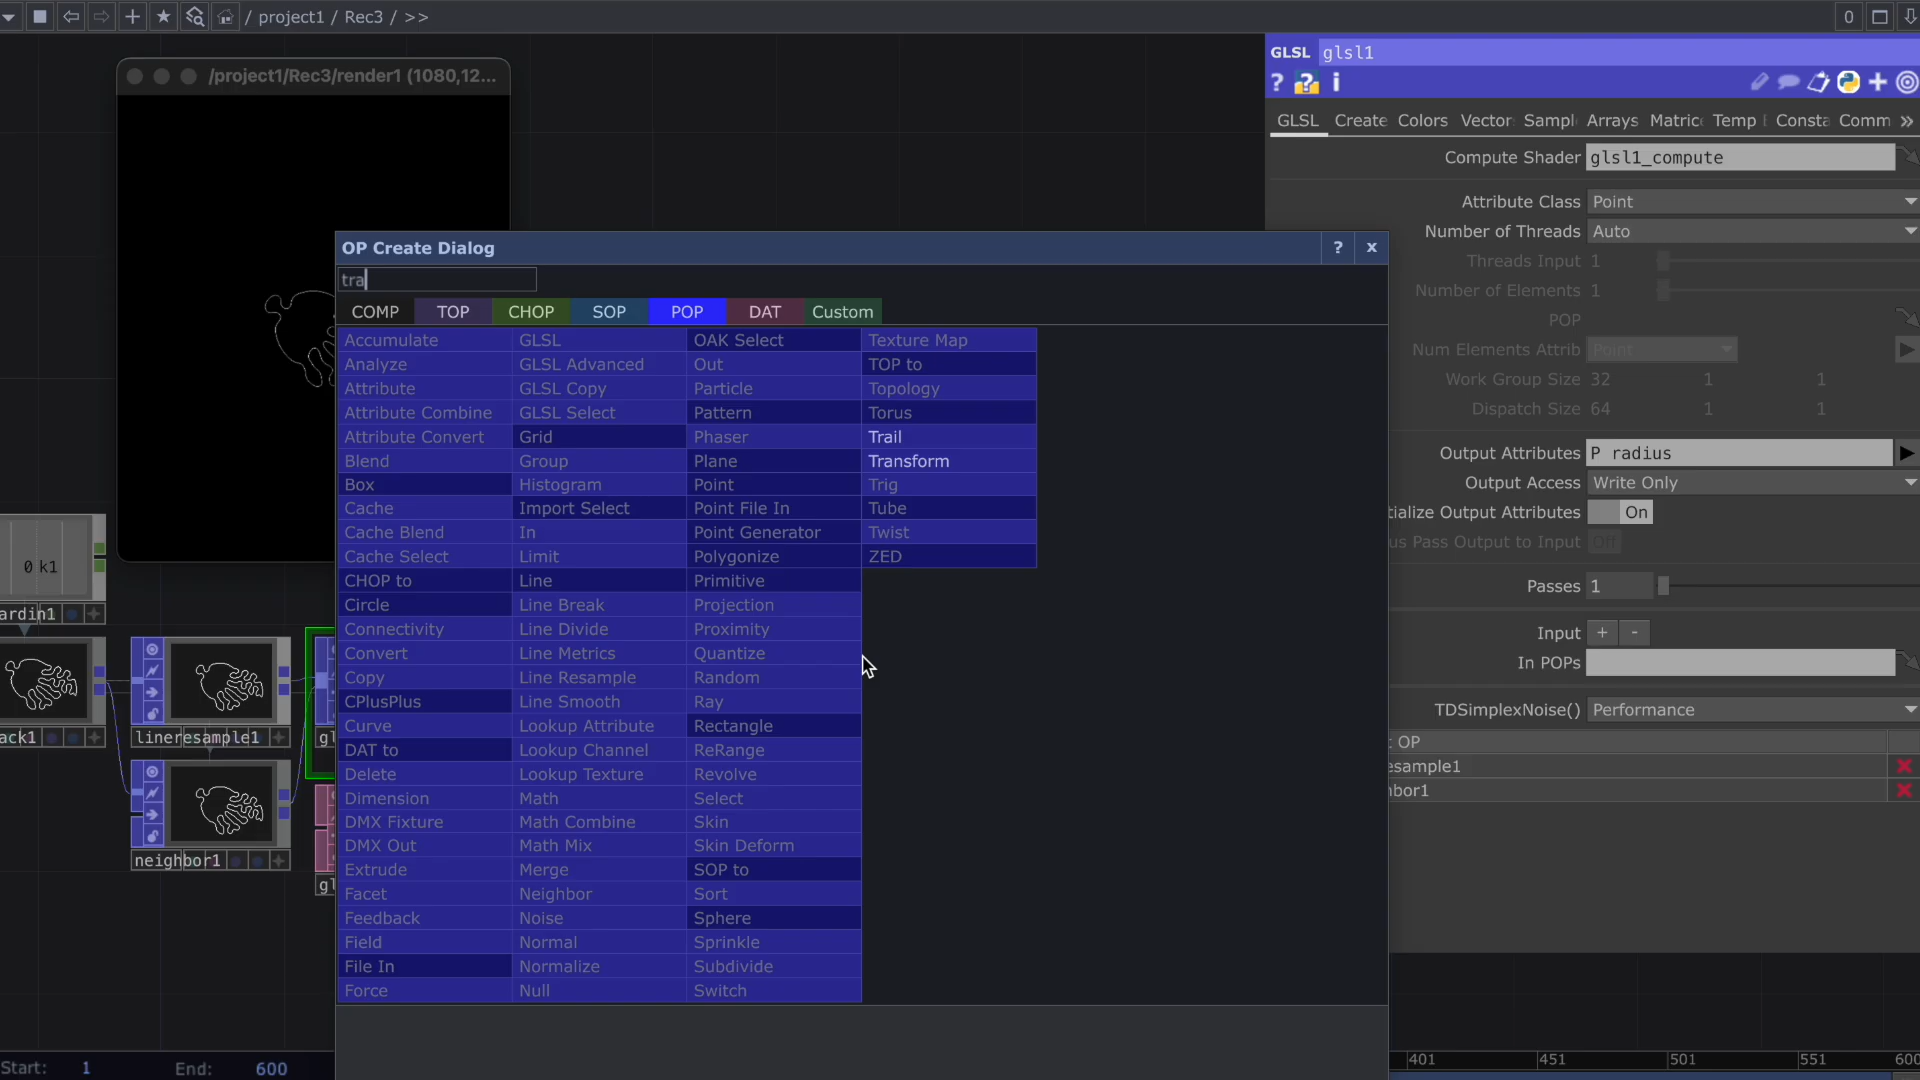 / project1 / Rec3 / >>
0
/project1/Rec3/render1 (1080,12...
GLSL glsl1
? ? i
GLSL Create Colors Vector Sampl Arrays Matric Temp Consta Comm »
Compute Shader glsl1_compute
Attribute Class Point
Number of Threads Auto
Threads Input 1
Number of Elements 1
POP
Num Elements Attrib Point
Work Group Size 32 1 1
Dispatch Size 64 1 1
Output Attributes P radius
Output Access Write Only
tialize Output Attributes On
us Pass Output to Input Off
Passes 1
Input + -
In POPs
TDSimplexNoise() Performance
OP
esample1
hbor1
OP Create Dialog ? x
tra
COMP TOP CHOP SOP POP DAT Custom
Accumulate GLSL OAK Select Texture Map
Analyze GLSL Advanced Out TOP to
Attribute GLSL Copy Particle Topology
Attribute Combine GLSL Select Pattern Torus
Attribute Convert Grid Phaser Trail
Blend Group Plane Transform
Box Histogram Point Trig
Cache Import Select Point File In Tube
Cache Blend In Point Generator Twist
Cache Select Limit Polygonize ZED
CHOP to Line Primitive
Circle Line Break Projection
Connectivity Line Divide Proximity
Convert Line Metrics Quantize
Copy Line Resample Random
CPlusPlus Line Smooth Ray
Curve Lookup Attribute Rectangle
DAT to Lookup Channel ReRange
Delete Lookup Texture Revolve
Dimension Math Select
DMX Fixture Math Combine Skin
DMX Out Math Mix Skin Deform
Extrude Merge SOP to
Facet Neighbor Sort
Feedback Noise Sphere
Field Normal Sprinkle
File In Normalize Subdivide
Force Null Switch
0 k1
ardin1
ack1
lineresample1
gl
neighbor1
gl
Start: 1 End: 600
401 451 501 551 600